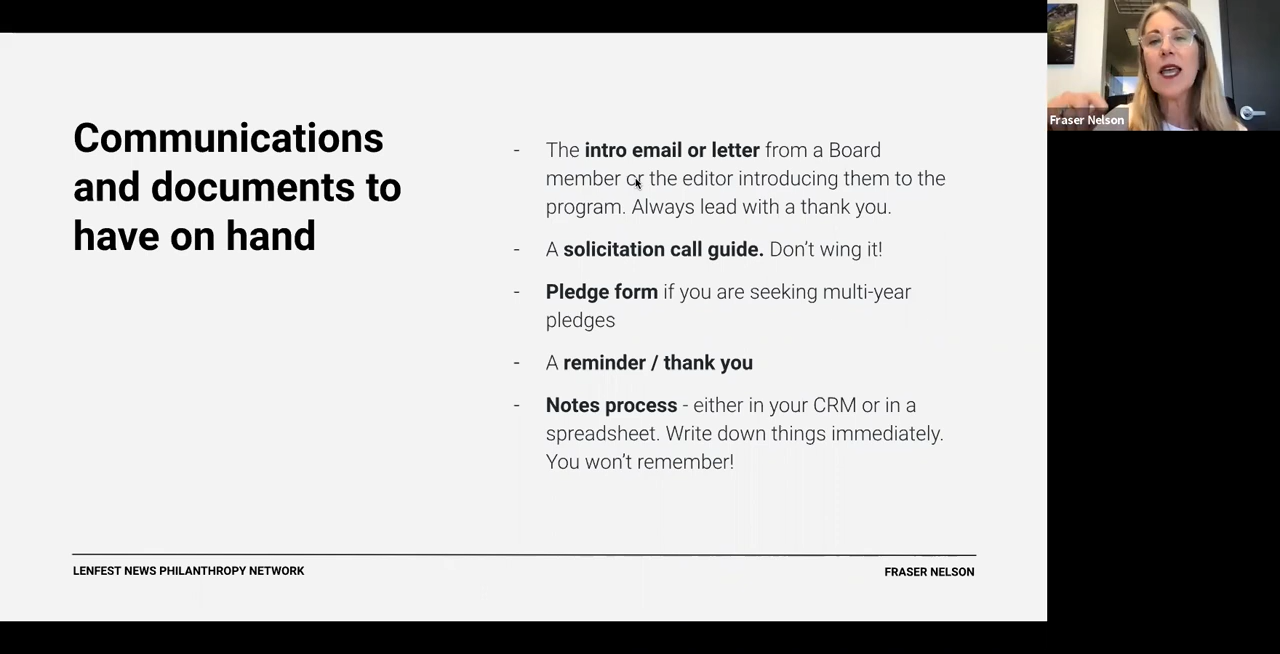 Communications
and documents to
have on hand
- The intro email or letter from a Board
member or the editor introducing them to the
program. Always lead with a thank you.
- A solicitation call guide. Don’t wing it!
- Pledge form if you are seeking multi-year
pledges
- A reminder / thank you
- Notes process - either in your CRM or in a
spreadsheet. Write down things immediately.
You won’t remember!
LENFEST NEWS PHILANTHROPY NETWORK
FRASER NELSON
Fraser Nelson